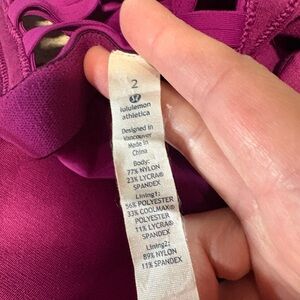 2
lululemon
athletica
Designed in
Vancouver
Made in
China
Body:
77% NYLON
23% LYCRA®
SPANDEX
Lining1:
56% POLYESTER
33% COOLMAX®
POLYESTER
11% LYCRA®
SPANDEX
Lining2:
89% NYLON
11% SPANDEX